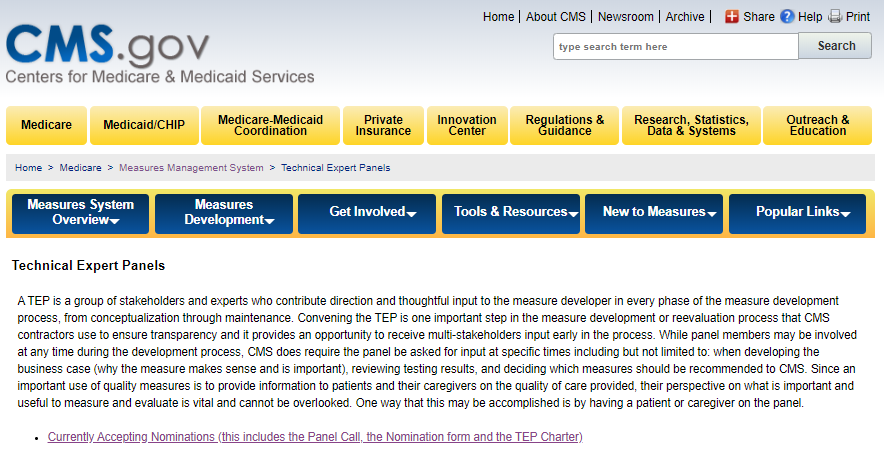 Home | About CMS | Newsroom | Archive | Share Help Print
CMS.gov
Centers for Medicare & Medicaid Services
type search term here
Search
Medicare
Medicaid/CHIP
Medicare-Medicaid
Coordination
Private
Insurance
Innovation
Center
Regulations &
Guidance
Research, Statistics,
Data & Systems
Outreach &
Education
Home > Medicare > Measures Management System > Technical Expert Panels
Measures System
Overview
Measures
Development
Get Involved
Tools & Resources
New to Measures
Popular Links
Technical Expert Panels
A TEP is a group of stakeholders and experts who contribute direction and thoughtful input to the measure developer in every phase of the measure development
process, from conceptualization through maintenance. Convening the TEP is one important step in the measure development or reevaluation process that CMS
contractors use to ensure transparency and it provides an opportunity to receive multi-stakeholders input early in the process. While panel members may be involved
at any time during the development process, CMS does require the panel be asked for input at specific times including but not limited to: when developing the
business case (why the measure makes sense and is important), reviewing testing results, and deciding which measures should be recommended to CMS. Since an
important use of quality measures is to provide information to patients and their caregivers on the quality of care provided, their perspective on what is important and
useful to measure and evaluate is vital and cannot be overlooked. One way that this may be accomplished is by having a patient or caregiver on the panel.
• Currently Accepting Nominations (this includes the Panel Call, the Nomination form and the TEP Charter)